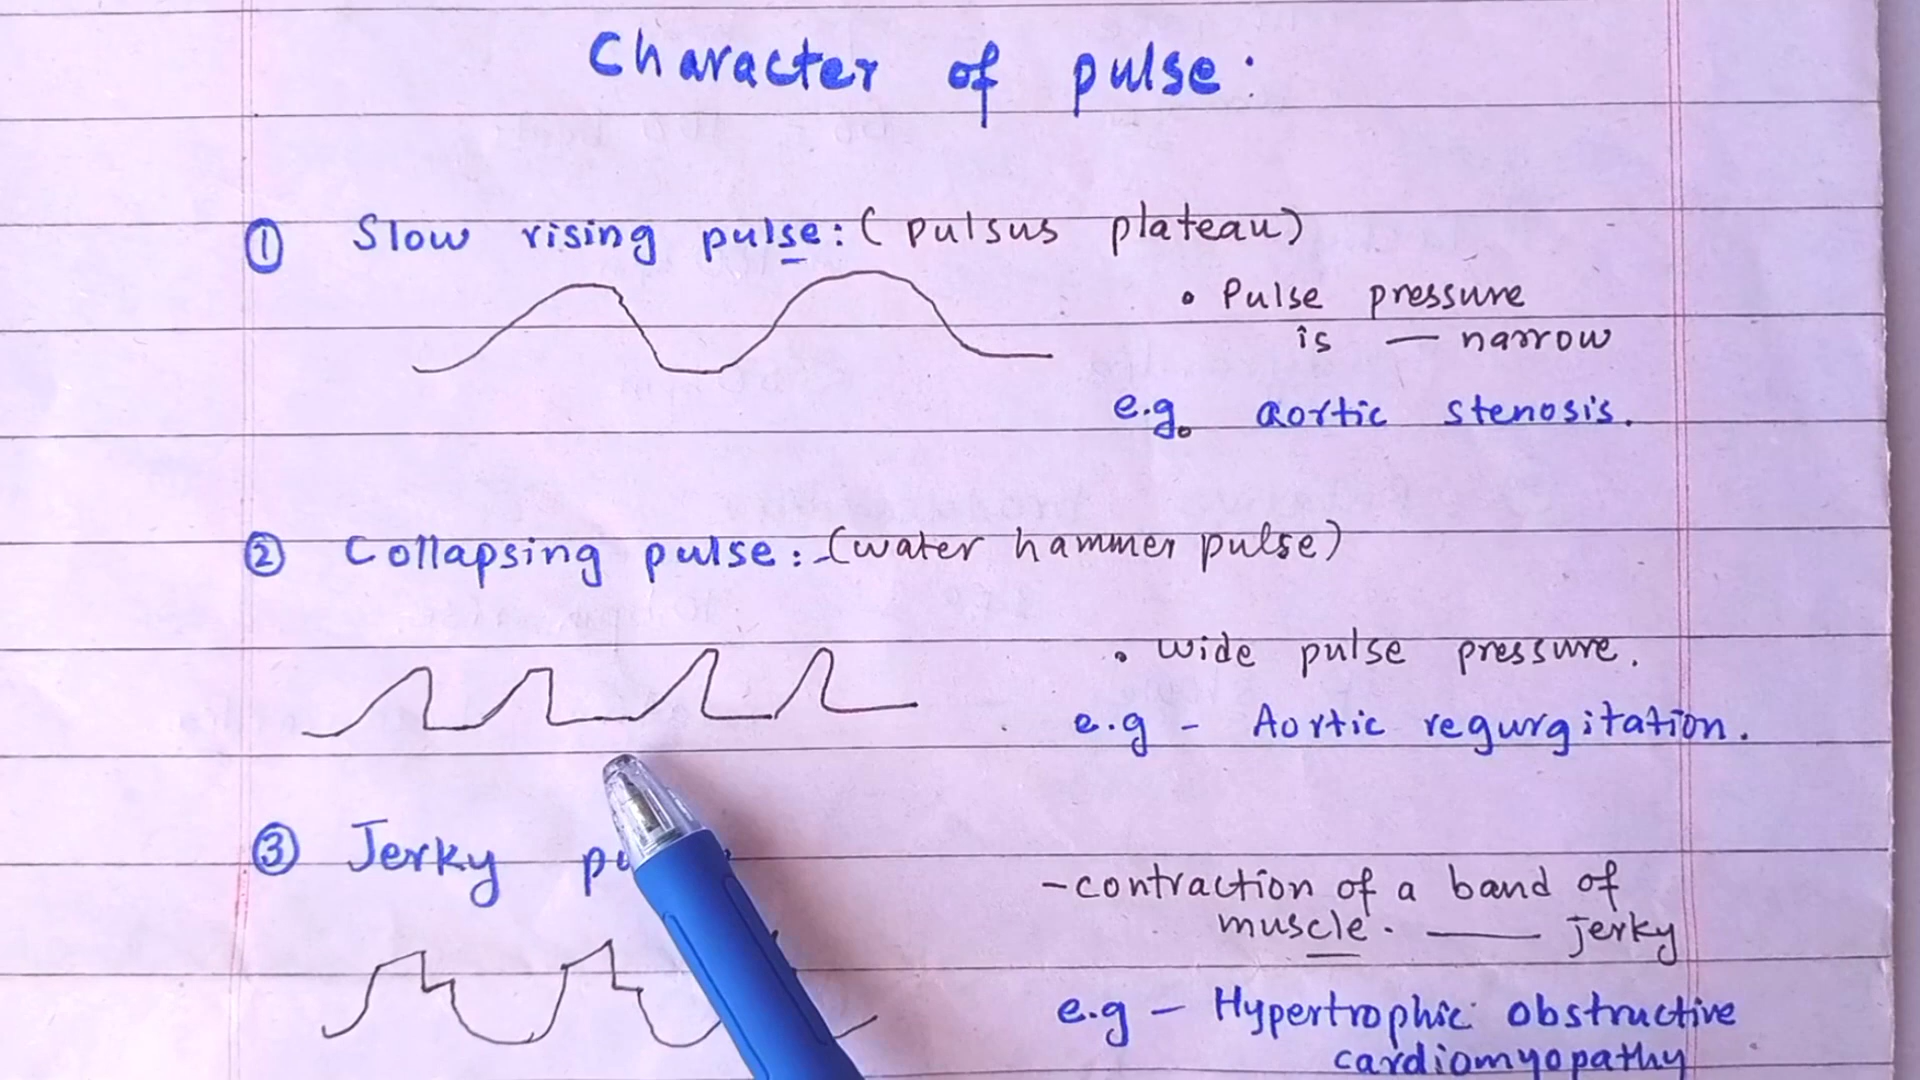 Character of pulse:
① Slow rising pulse: (pulsus plateau)
• Pulse pressure
is — narrow
e.g. aortic stenosis.
② Collapsing pulse:- (water hammer pulse)
• wide pulse pressure.
e.g - Aortic regurgitation.
③ Jerky
- contraction of a band of
muscle. — jerky
e.g - Hypertrophic obstructive
cardiomyopathy